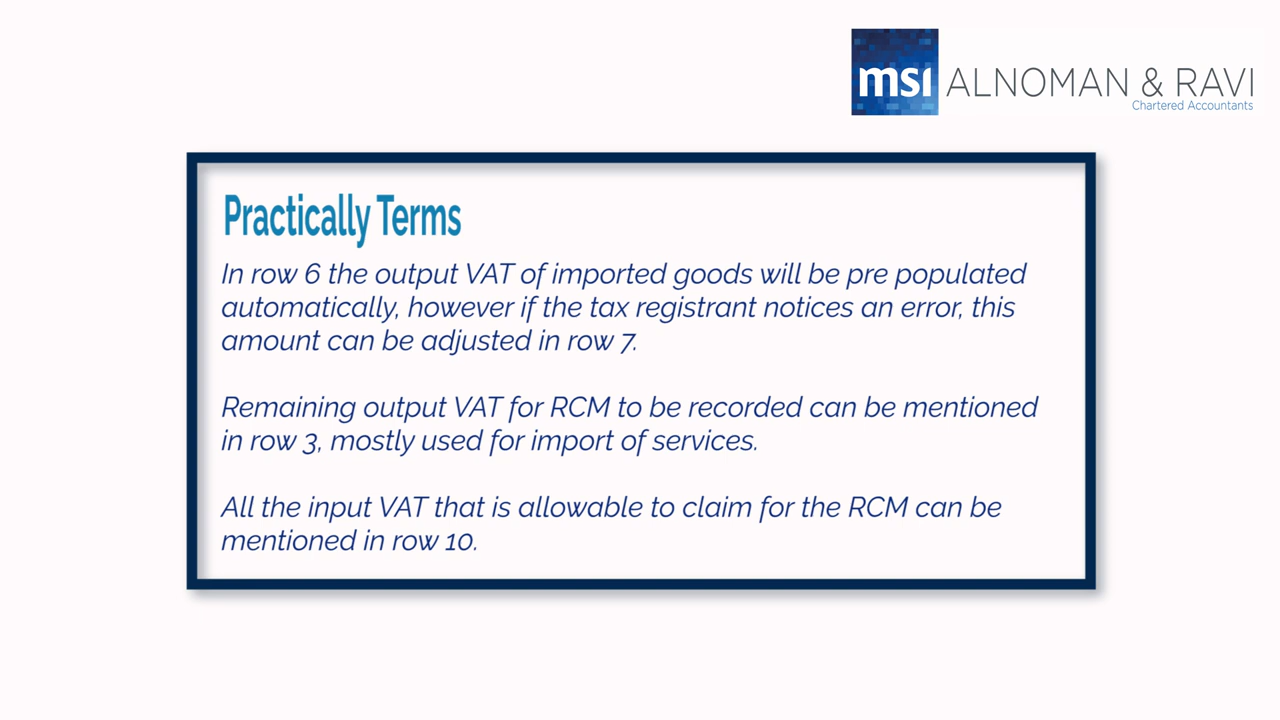 msi ALNOMAN & RAVI
Chartered Accountants
Practically Terms
In row 6 the output VAT of imported goods will be pre populated
automatically, however if the tax registrant notices an error, this
amount can be adjusted in row 7.
Remaining output VAT for RCM to be recorded can be mentioned
in row 3, mostly used for import of services.
All the input VAT that is allowable to claim for the RCM can be
mentioned in row 10.